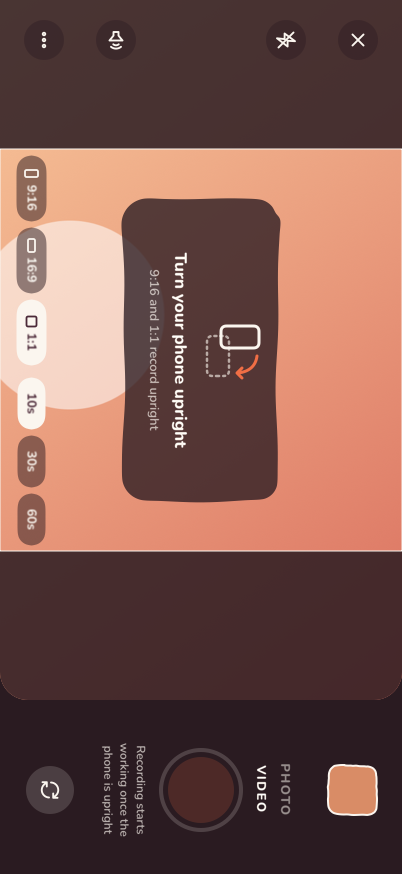 9:16
16:9
1:1
10s
30s
60s
Turn your phone upright
9:16 and 1:1 record upright
PHOTO
VIDEO
Recording starts
working once the
phone is upright